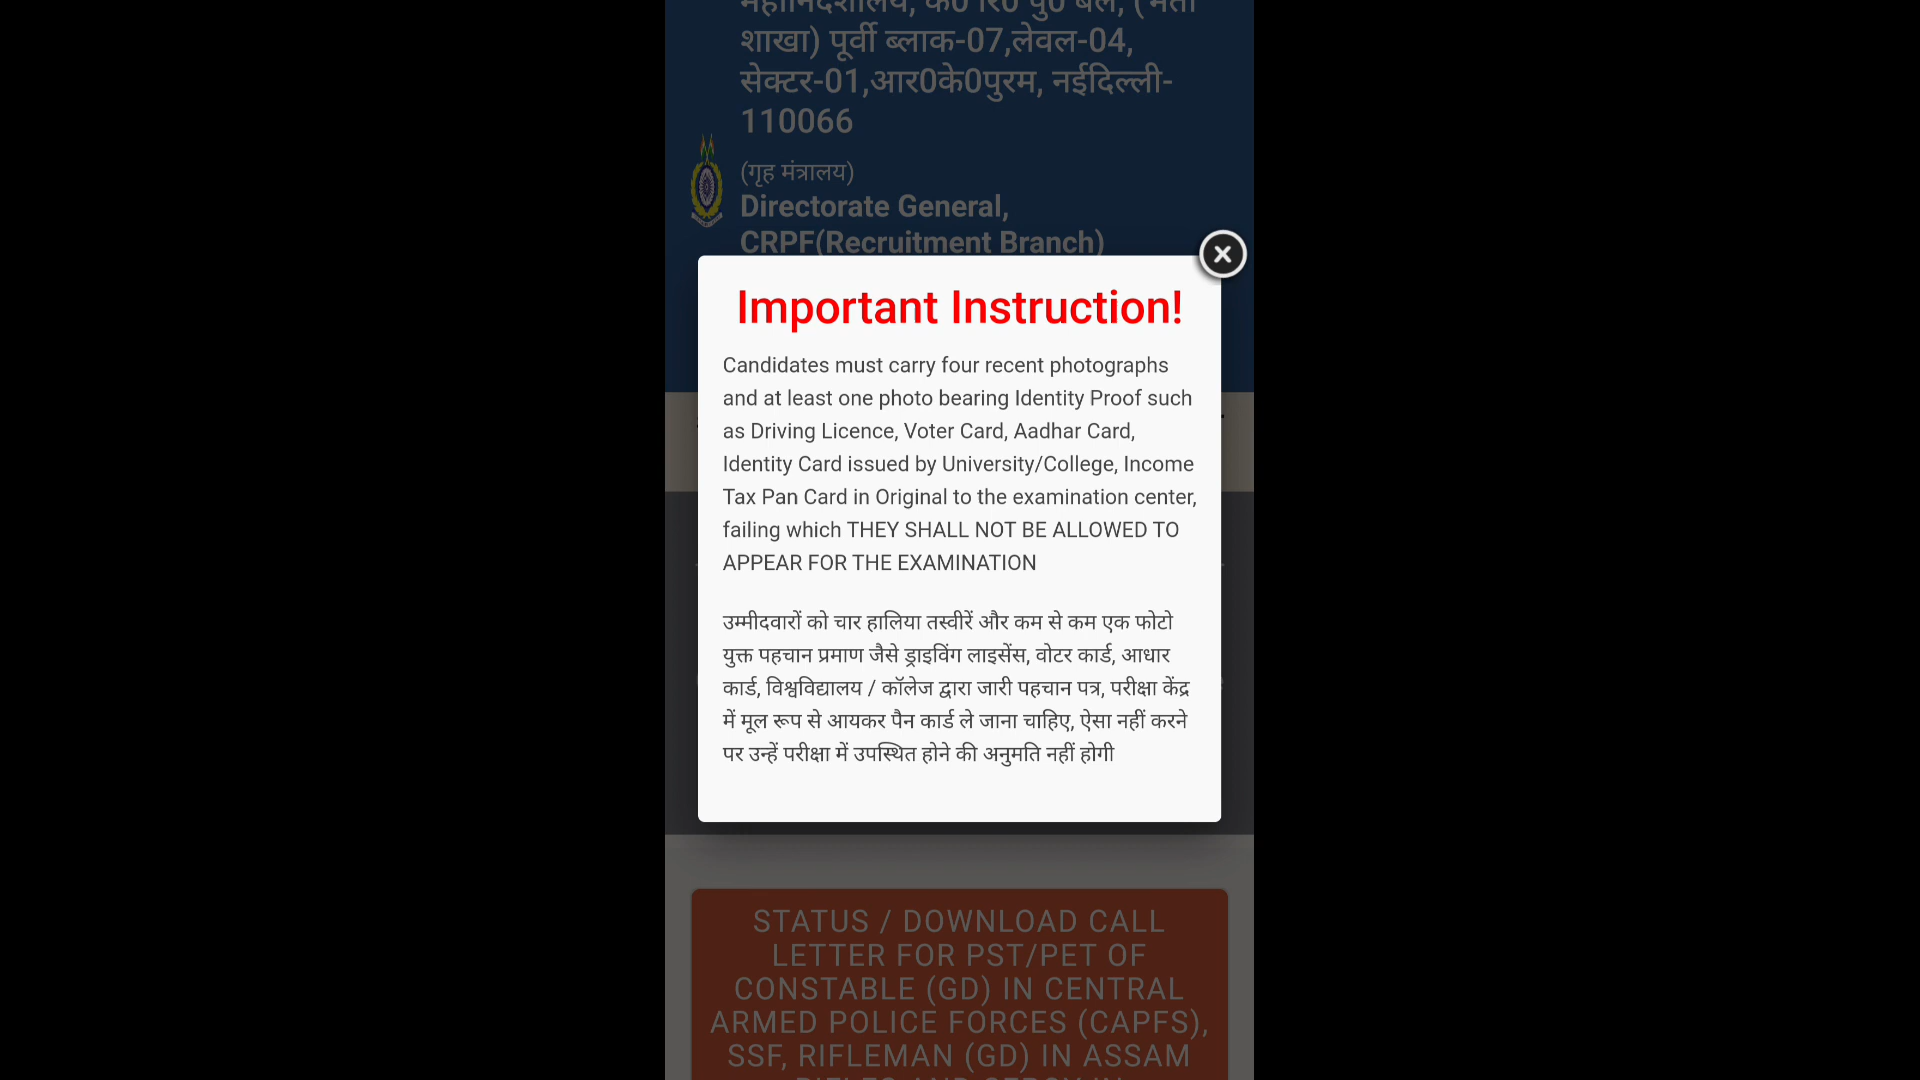 शाखा) पूर्वी ब्लाक-07,लेवल-04,
सेक्टर-01,आर0के0पुरम, नईदिल्ली-
110066
(गृह मंत्रालय)
Directorate General,
CRPF(Recruitment Branch)
Important Instruction!
Candidates must carry four recent photographs
and at least one photo bearing Identity Proof such
as Driving Licence, Voter Card, Aadhar Card,
Identity Card issued by University/College, Income
Tax Pan Card in Original to the examination center,
failing which THEY SHALL NOT BE ALLOWED TO
APPEAR FOR THE EXAMINATION
उम्मीदवारों को चार हालिया तस्वीरें और कम से कम एक फोटो
युक्त पहचान प्रमाण जैसे ड्राइविंग लाइसेंस, वोटर कार्ड, आधार
कार्ड, विश्वविद्यालय / कॉलेज द्वारा जारी पहचान पत्र, परीक्षा केंद्र
में मूल रूप से आयकर पैन कार्ड ले जाना चाहिए, ऐसा नहीं करने
पर उन्हें परीक्षा में उपस्थित होने की अनुमति नहीं होगी
STATUS / DOWNLOAD CALL
LETTER FOR PST/PET OF
CONSTABLE (GD) IN CENTRAL
ARMED POLICE FORCES (CAPFS),
SSF, RIFLEMAN (GD) IN ASSAM